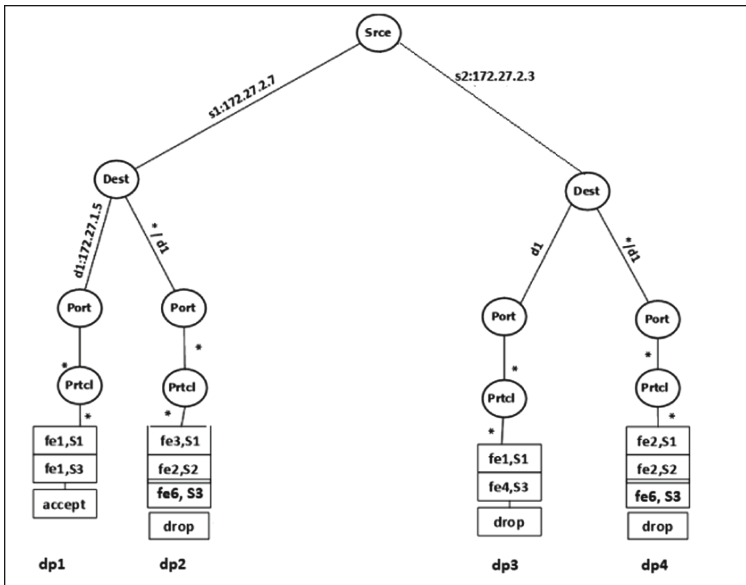 Srce
s1:172.27.2.7
s2:172.27.2.3
Dest
Dest
d1:172.27.1.5
* / d1
d1
*/d1
Port
Port
Port
Port
*
*
*
*
Prtcl
Prtcl
Prtcl
Prtcl
*
*
*
*
fe1,S1
fe1,S3
accept
fe3,S1
fe2,S2
fe6, S3
drop
fe1,S1
fe4,S3
drop
fe2,S1
fe2,S2
fe6, S3
drop
dp1
dp2
dp3
dp4